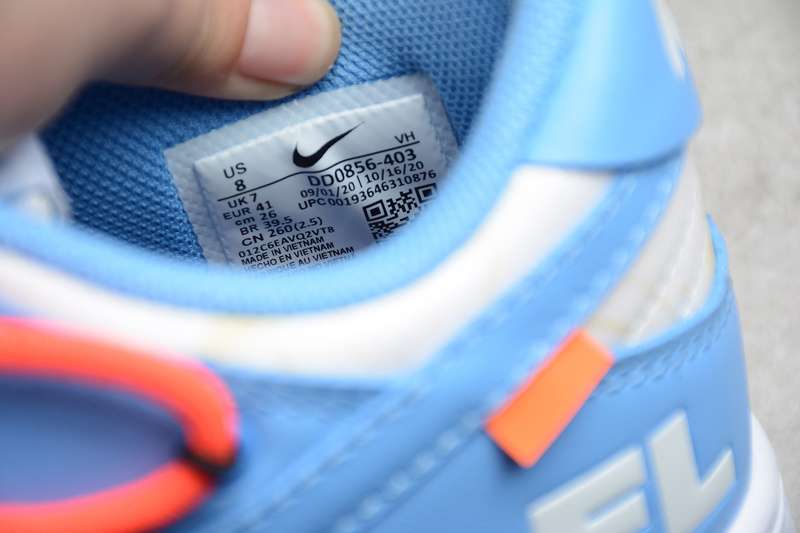 US
8
VH
UK 7
DD0856-403
EUR 41
09/01/20 | 10/16/20
cm 26
UPC 00193646310876
BR 39.5
CN 260(2.5)
012C6EAVQ2VT8
MADE IN VIETNAM
HECHO EN VIETNAM
FL